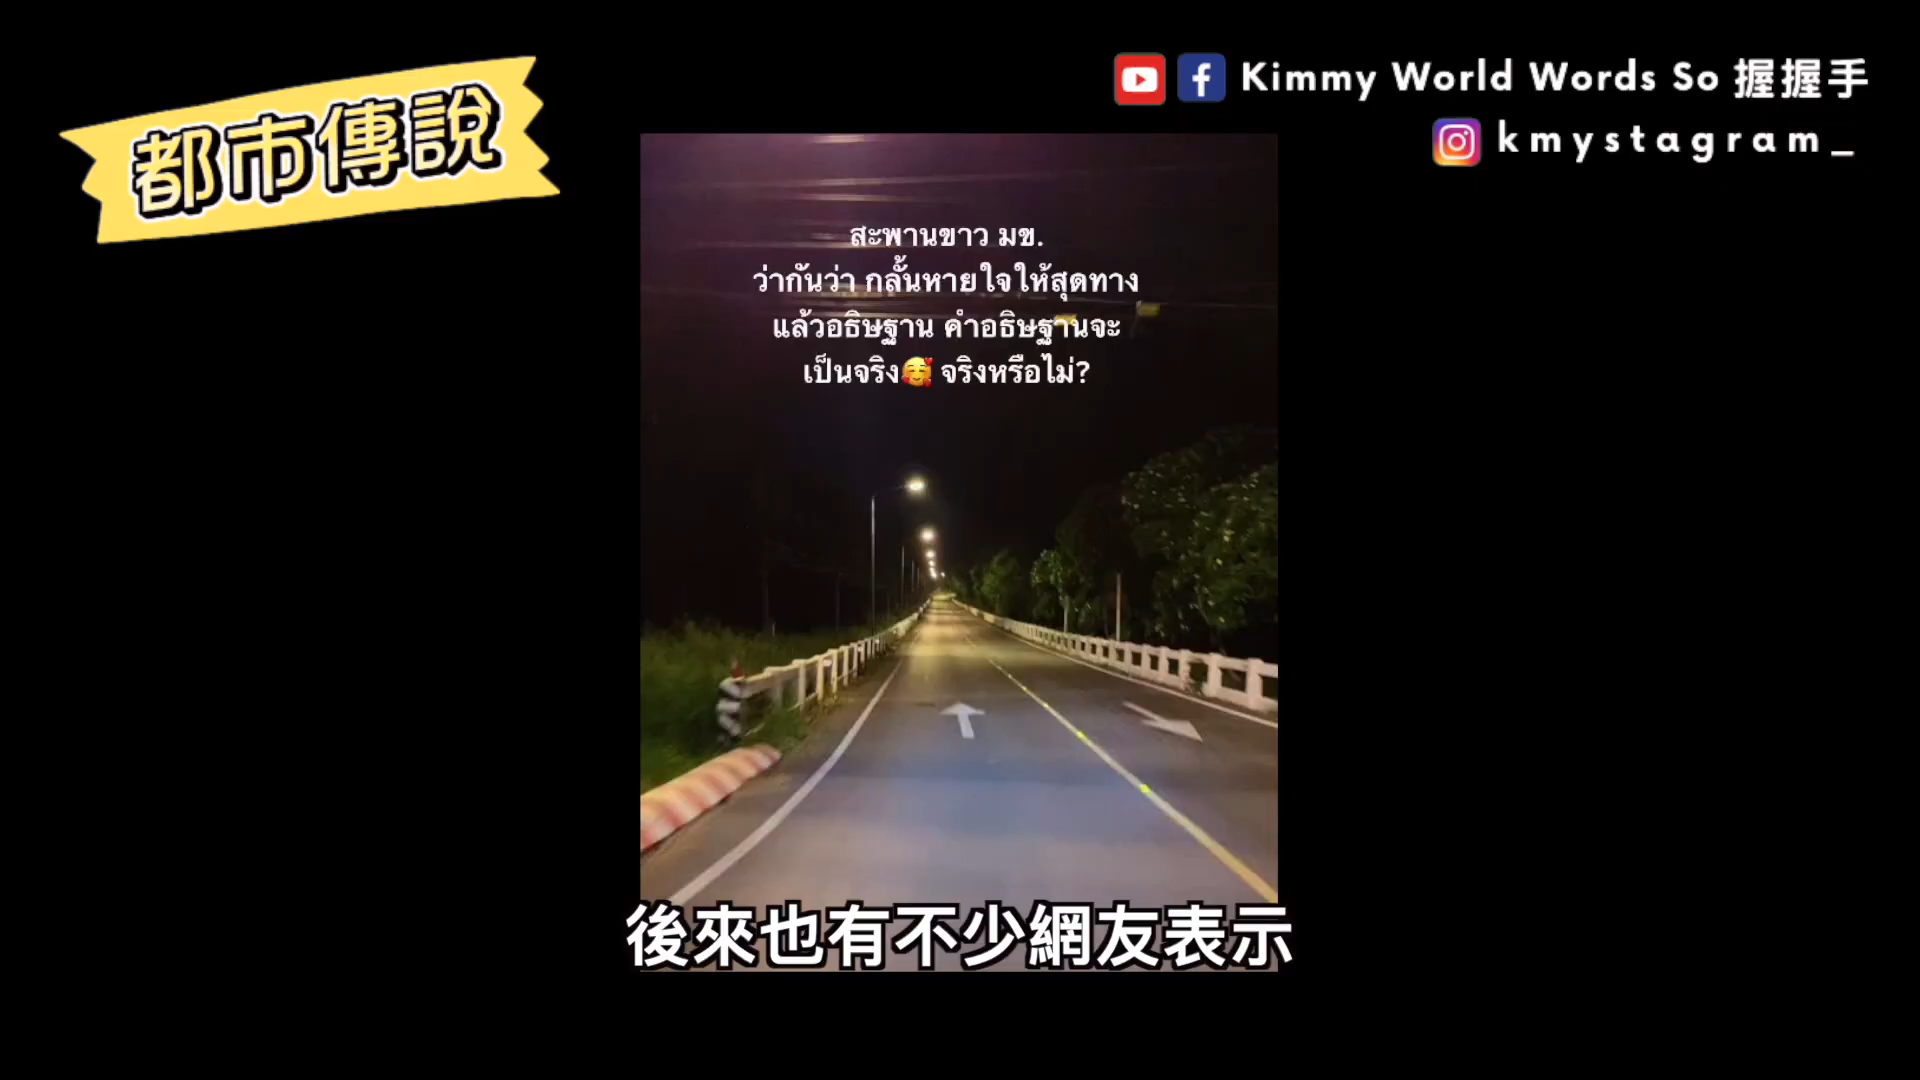 都市傳說
Kimmy World Words So 握握手
kmystagram_
สะพานขาว มข.
ว่ากันว่า กลั้นหายใจให้สุดทาง
แล้วอธิษฐาน คำอธิษฐานจะ
เป็นจริง🥰 จริงหรือไม่?
後來也有不少網友表示